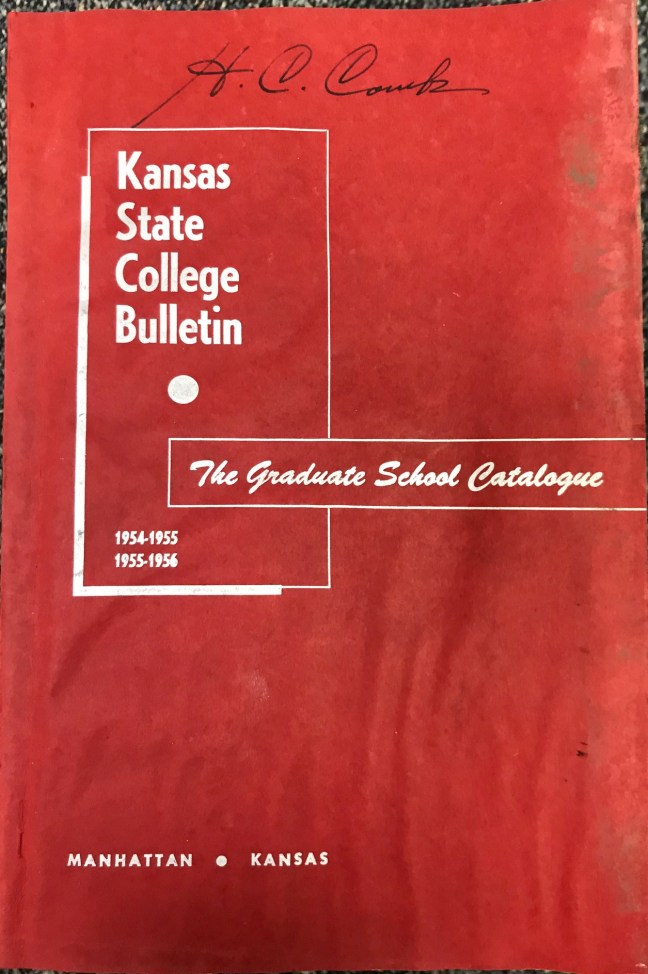 H. C.
Kansas
State
College
Bulletin
The Graduate School Catalogue
1954-1955
1955-1956
MANHATTAN ● KANSAS